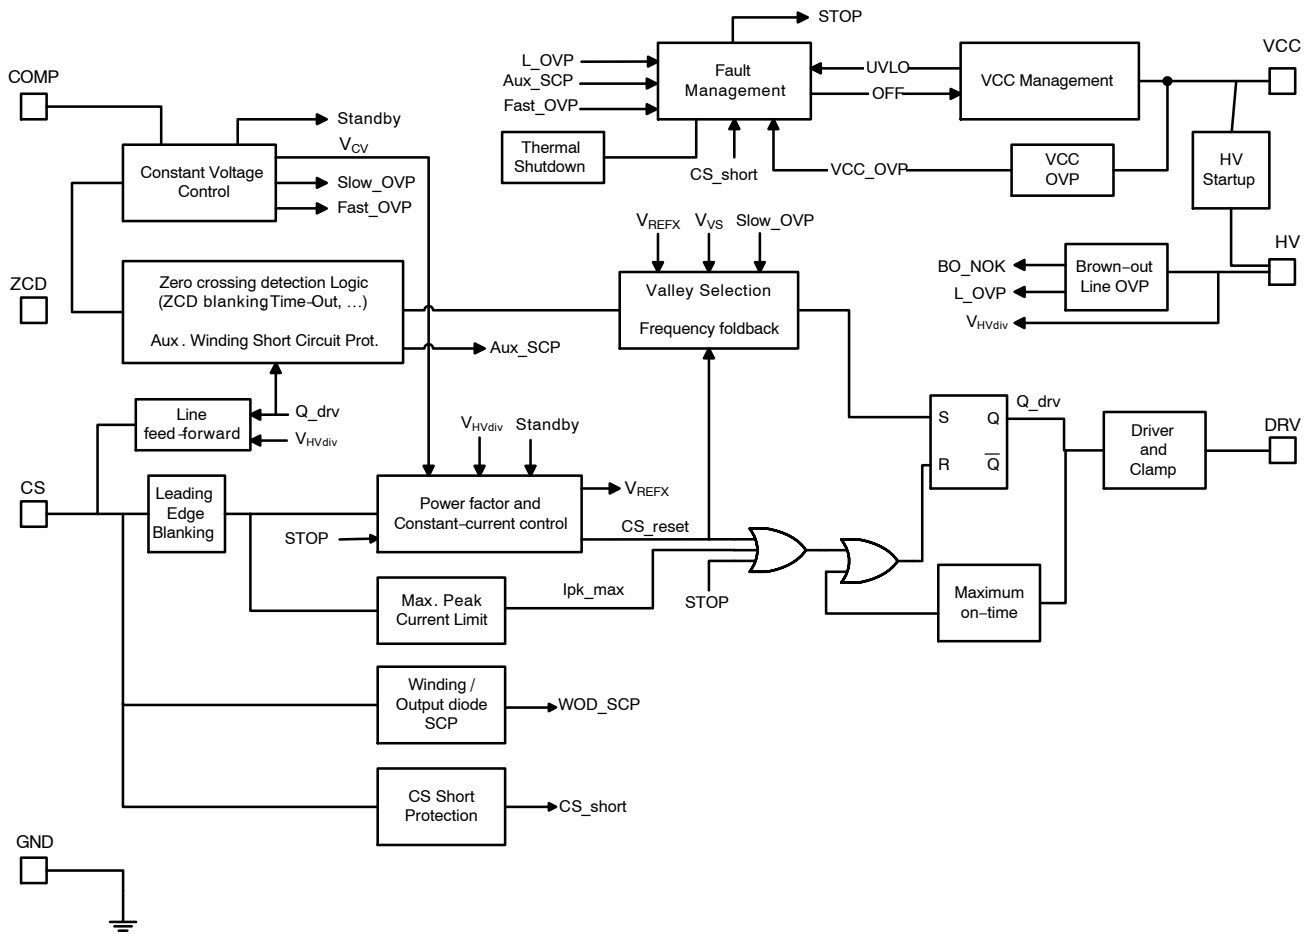 STOP
VCC
COMP
L_OVP
Aux_SCP
Fast_OVP
Fault
Management
UVLO
OFF
VCC Management
Standby
VCV
Constant Voltage
Control
Slow_OVP
Fast_OVP
Thermal
Shutdown
CS_short
VCC_OVP
VCC
OVP
HV
Startup
VREFX
VVS
Slow_OVP
HV
ZCD
Zero crossing detection Logic
(ZCD blanking Time-Out, ...)
Aux. Winding Short Circuit Prot.
Valley Selection
Frequency foldback
BO_NOK
L_OVP
VHVdiv
Brown-out
Line OVP
Aux_SCP
Line
feed-forward
Q_drv
VHVdiv
VHVdiv
Standby
S
Q
R
Q
Q_drv
Driver
and
Clamp
DRV
CS
Leading
Edge
Blanking
STOP
Power factor and
Constant-current control
VREFX
CS_reset
STOP
Max. Peak
Current Limit
Ipk_max
Maximum
on-time
Winding /
Output diode
SCP
WOD_SCP
CS Short
Protection
CS_short
GND